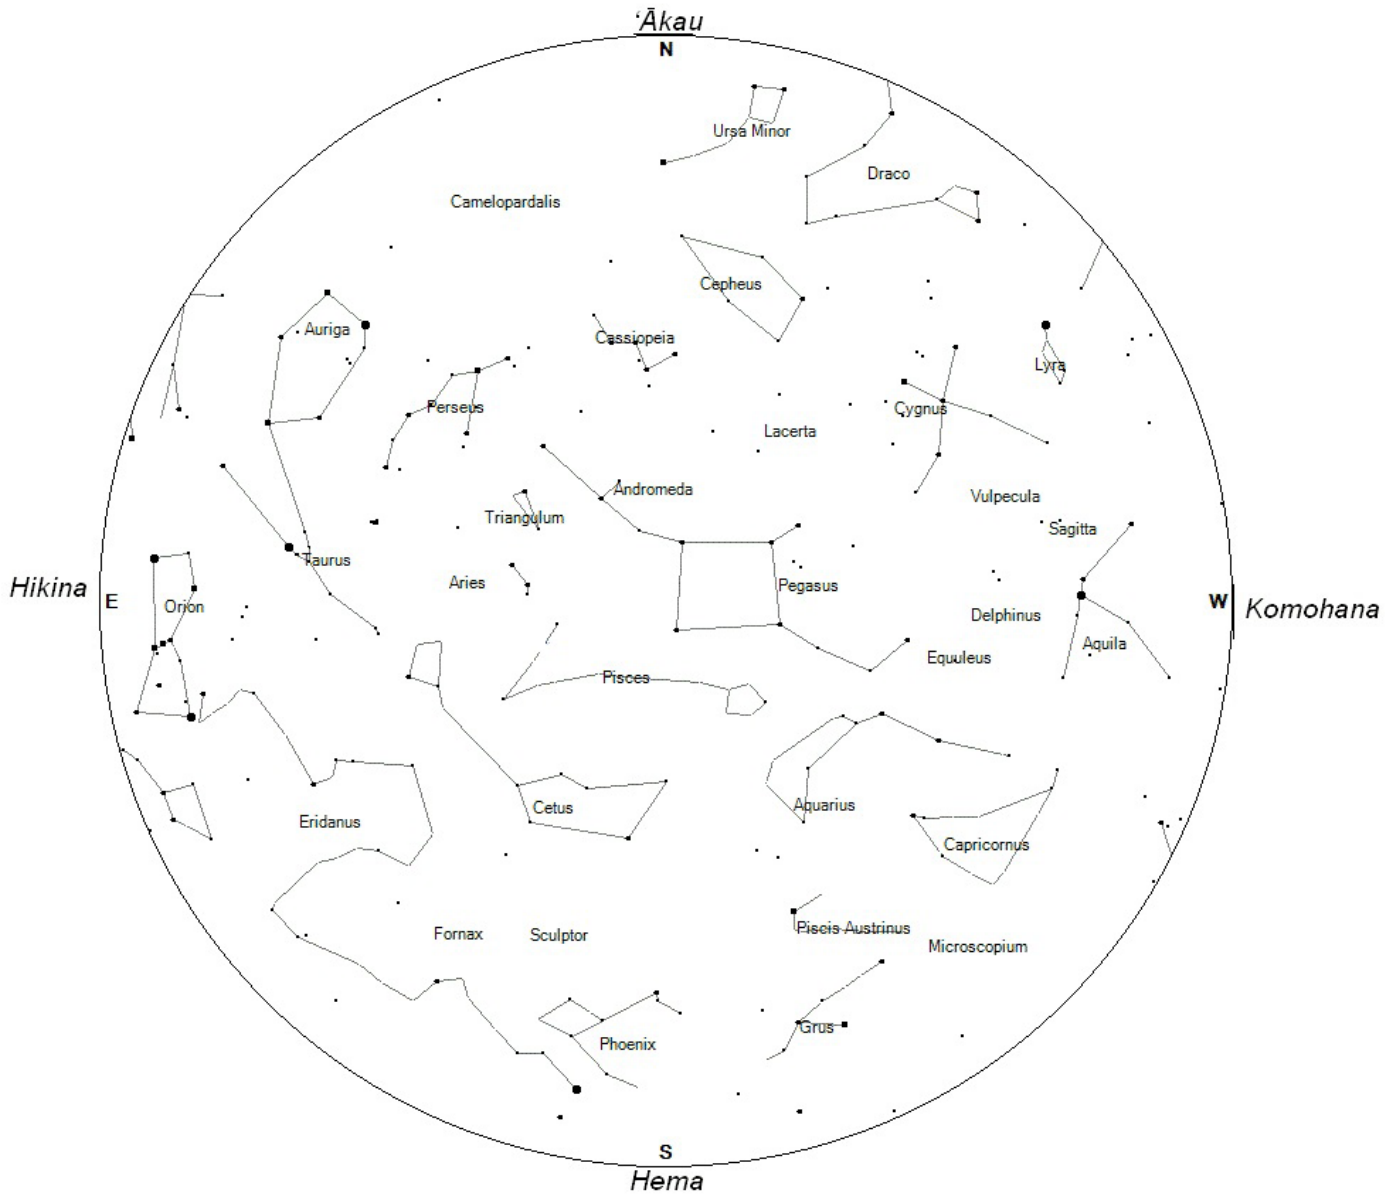 ʻĀkau
N
Ursa Minor
Draco
Camelopardalis
Cepheus
Auriga
Cassiopeia
Lyra
Perseus
Cygnus
Lacerta
Andromeda
Vulpecula
Triangulum
Sagitta
Taurus
Aries
Pegasus
Hikina
E
Orion
W
Komohana
Delphinus
Aquila
Equuleus
Pisces
Cetus
Aquarius
Eridanus
Capricornus
Piscis Austrinus
Fornax
Sculptor
Microscopium
Grus
Phoenix
S
Hema